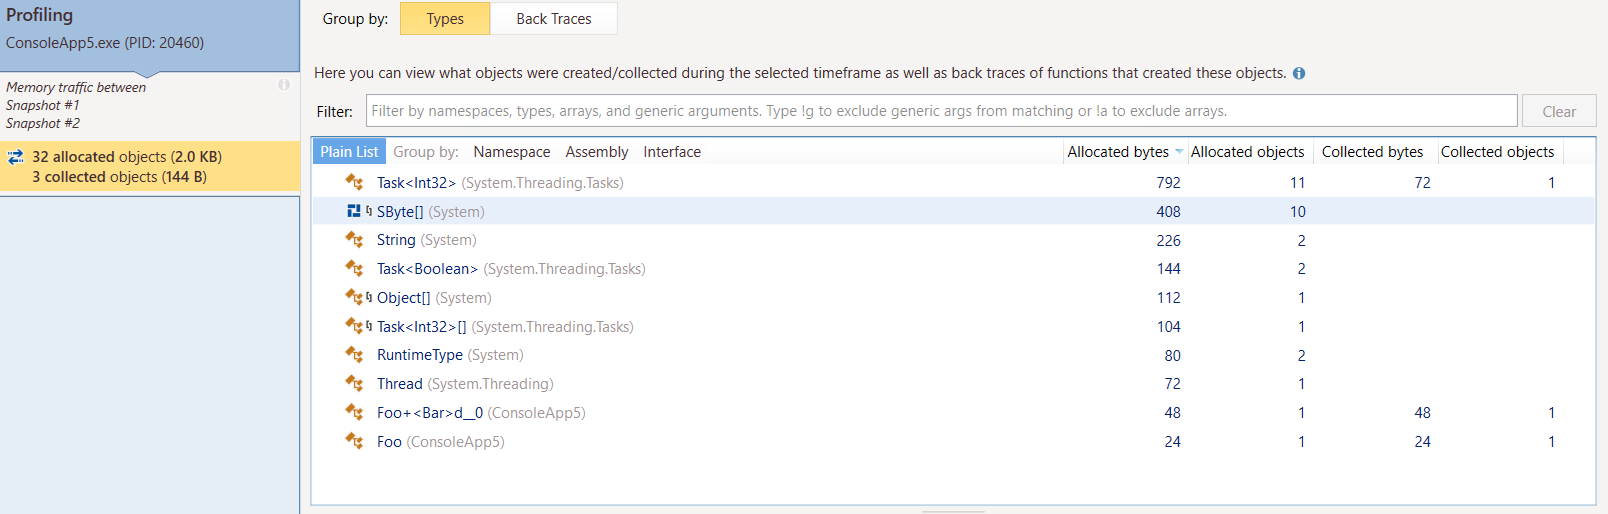 Profiling
ConsoleApp5.exe (PID: 20460)
Memory traffic between
Snapshot #1
Snapshot #2
32 allocated objects (2.0 KB)
3 collected objects (144 B)
Group by: Types Back Traces
Here you can view what objects were created/collected during the selected timeframe as well as back traces of functions that created these objects.
Filter: Filter by namespaces, types, arrays, and generic arguments. Type !g to exclude generic args from matching or !a to exclude arrays. Clear
Plain List Group by: Namespace Assembly Interface Allocated bytes Allocated objects Collected bytes Collected objects
Task<Int32> (System.Threading.Tasks) 792 11 72 1
SByte[] (System) 408 10
String (System) 226 2
Task<Boolean> (System.Threading.Tasks) 144 2
Object[] (System) 112 1
Task<Int32>[] (System.Threading.Tasks) 104 1
RuntimeType (System) 80 2
Thread (System.Threading) 72 1
Foo+<Bar>d__0 (ConsoleApp5) 48 1 48 1
Foo (ConsoleApp5) 24 1 24 1